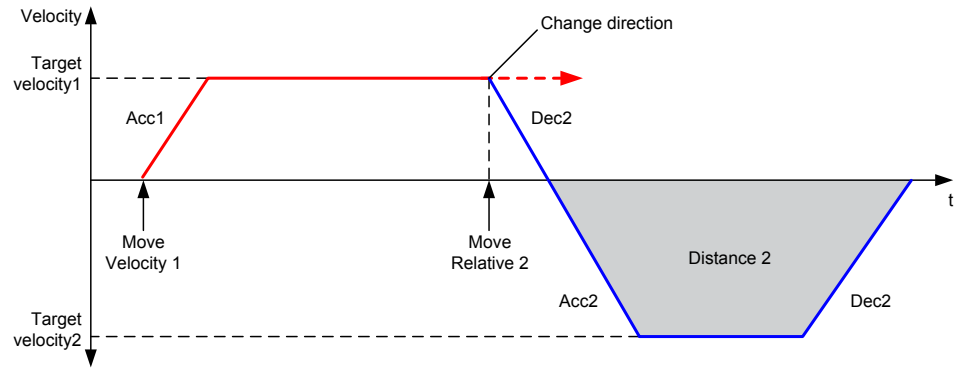 Velocity
Change direction
Target
velocity1
Acc1
Dec2
t
Move
Velocity 1
Move
Relative 2
Distance 2
Acc2
Dec2
Target
velocity2